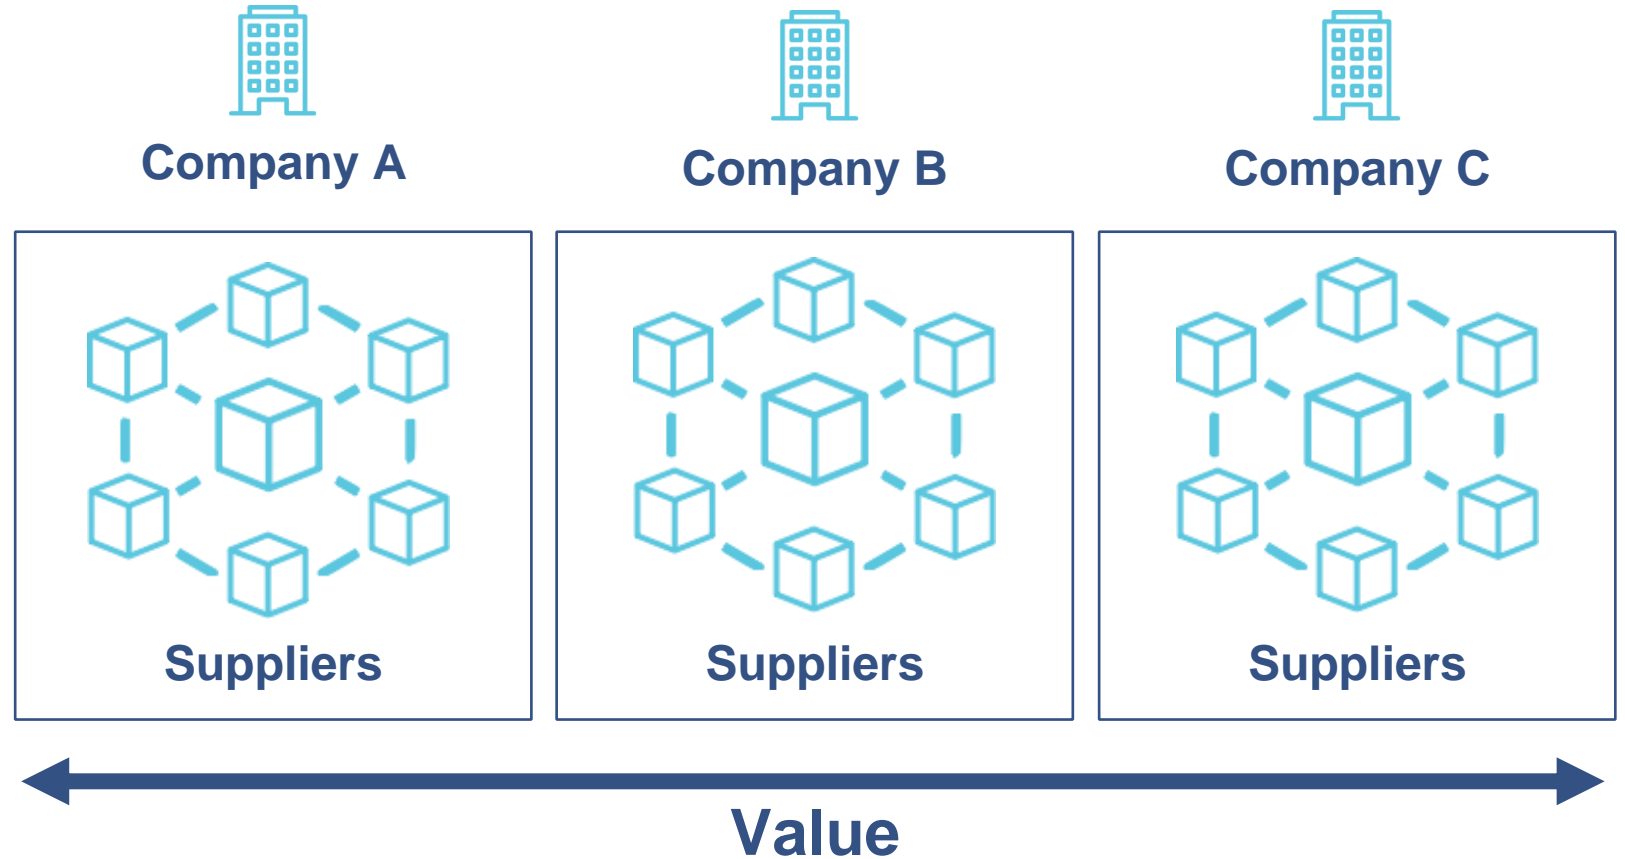 Company A
Company B
Company C
Suppliers
Suppliers
Suppliers
Value